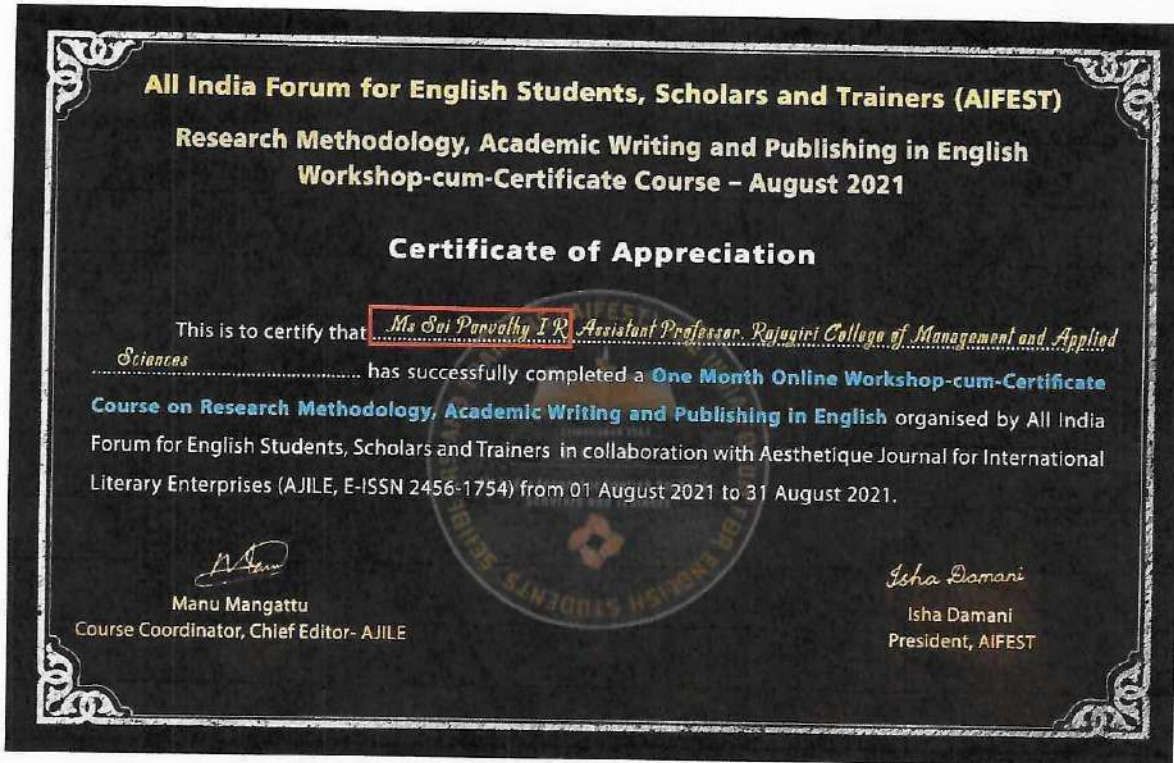 All India Forum for English Students, Scholars and Trainers (AIFEST)
Research Methodology, Academic Writing and Publishing in English
Workshop-cum-Certificate Course – August 2021
Certificate of Appreciation
This is to certify that Ms Sai Parvathy I R, Assistant Professor, Rajagiri College of Management and Applied
Sciences has successfully completed a One Month Online Workshop-cum-Certificate
Course on Research Methodology, Academic Writing and Publishing in English organised by All India
Forum for English Students, Scholars and Trainers in collaboration with Aesthetique Journal for International
Literary Enterprises (AJILE, E-ISSN 2456-1754) from 01 August 2021 to 31 August 2021.
Isha Damani
Manu Mangattu
Course Coordinator, Chief Editor- AJILE
Isha Damani
President, AIFEST